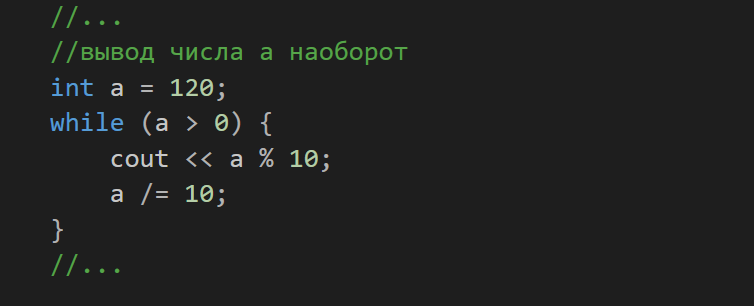 //...
//вывод числа a наоборот
int a = 120;
while (a > 0) {
    cout << a % 10;
    a /= 10;
}
//...